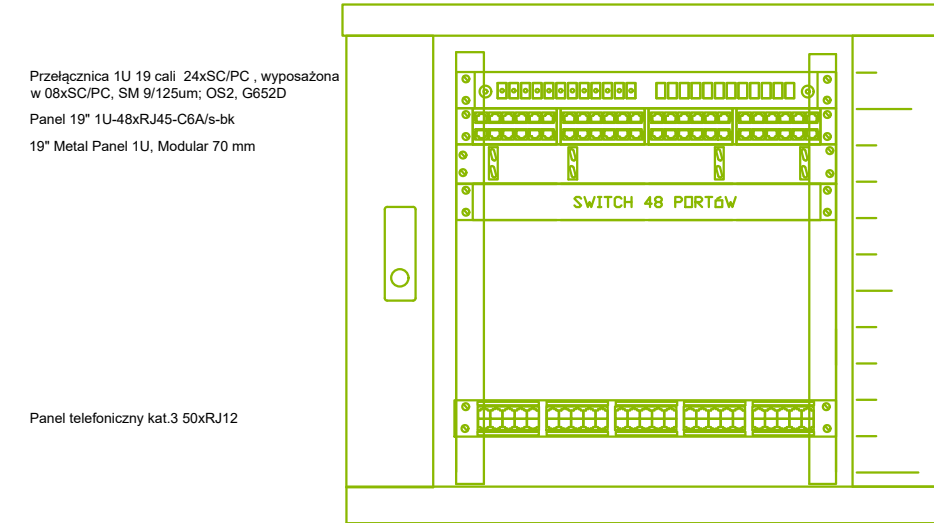 Przełącznica 1U 19 cali  24xSC/PC , wyposażona
w 08xSC/PC, SM 9/125um; OS2, G652D
Panel 19" 1U-48xRJ45-C6A/s-bk
19" Metal Panel 1U, Modular 70 mm
SWITCH 48 PORTóW
Panel telefoniczny kat.3 50xRJ12